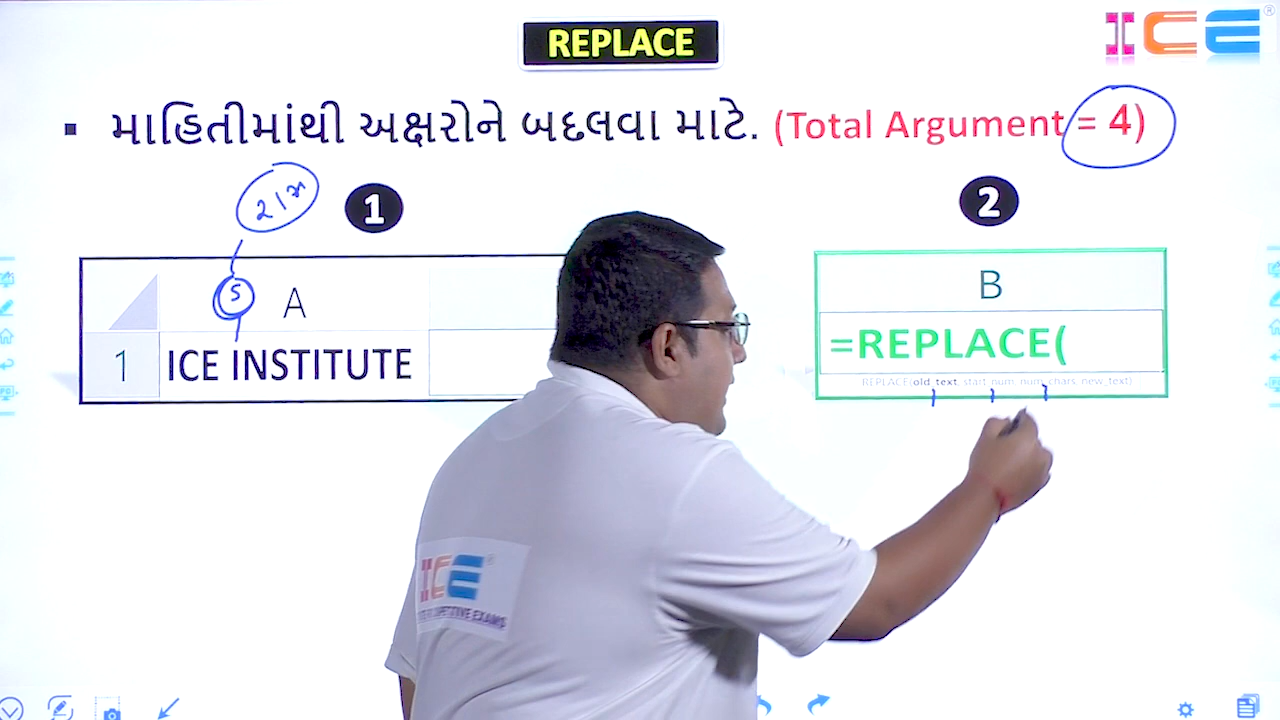 REPLACE
ICE
માહિતીમાંથી અક્ષરોને બદલવા માટે. (Total Argument = 4)
1
2
5
A
B
1 ICE INSTITUTE
=REPLACE(
REPLACE(old_text, start_num, num_chars, new_text)
ICE